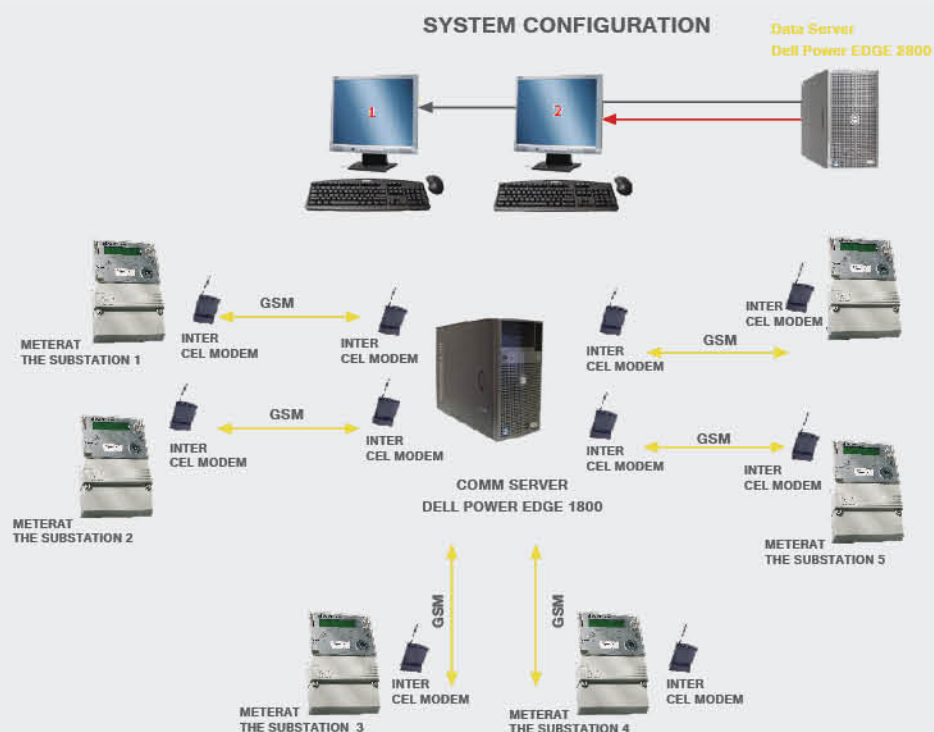 SYSTEM CONFIGURATION
Data Server
Dell Power EDGE 2800
1
2
GSM
INTER
CEL MODEM
INTER
CEL MODEM
METERAT
THE SUBSTATION 1
INTER
CEL MODEM
GSM
INTER
CEL MODEM
GSM
INTER
CEL MODEM
INTER
CEL MODEM
METERAT
THE SUBSTATION 2
INTER
CEL MODEM
GSM
INTER
CEL MODEM
COMM SERVER
DELL POWER EDGE 1800
METERAT
THE SUBSTATION 5
GSM
GSM
INTER
CEL MODEM
METERAT
THE SUBSTATION 3
INTER
CEL MODEM
METERAT
THE SUBSTATION 4